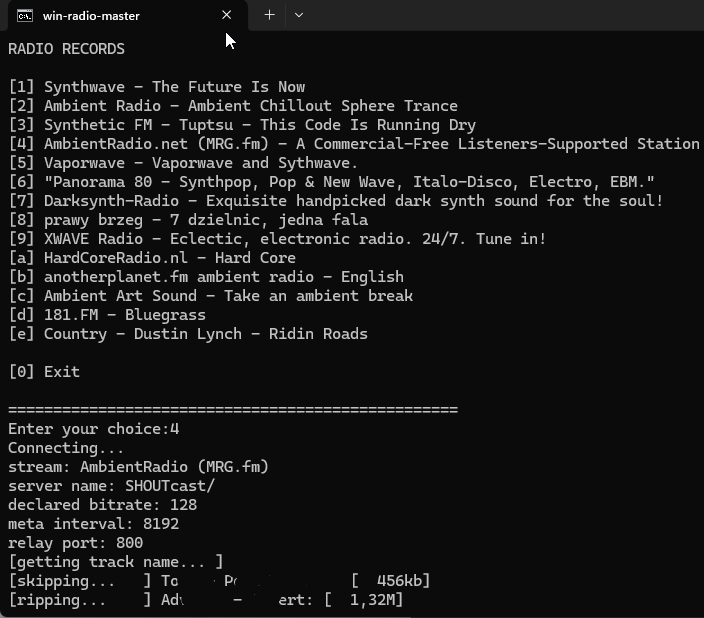 win-radio-master
RADIO RECORDS
[1] Synthwave - The Future Is Now
[2] Ambient Radio - Ambient Chillout Sphere Trance
[3] Synthetic FM - Tuptsu - This Code Is Running Dry
[4] AmbientRadio.net (MRG.fm) - A Commercial-Free Listeners-Supported Station
[5] Vaporwave - Vaporwave and Sythwave.
[6] "Panorama 80 - Synthpop, Pop & New Wave, Italo-Disco, Electro, EBM."
[7] Darksynth-Radio - Exquisite handpicked dark synth sound for the soul!
[8] prawy brzeg - 7 dzielnic, jedna fala
[9] XWAVE Radio - Eclectic, electronic radio. 24/7. Tune in!
[a] HardCoreRadio.nl - Hard Core
[b] anotherplanet.fm ambient radio - English
[c] Ambient Art Sound - Take an ambient break
[d] 181.FM - Bluegrass
[e] Country - Dustin Lynch - Ridin Roads
[0] Exit
==================================================
Enter your choice:4
Connecting...
stream: AmbientRadio (MRG.fm)
server name: SHOUTcast/
declared bitrate: 128
meta interval: 8192
relay port: 800
[getting track name... ]
[skipping...   ] [  456kb]
[ripping...    ] - [  1,32M]